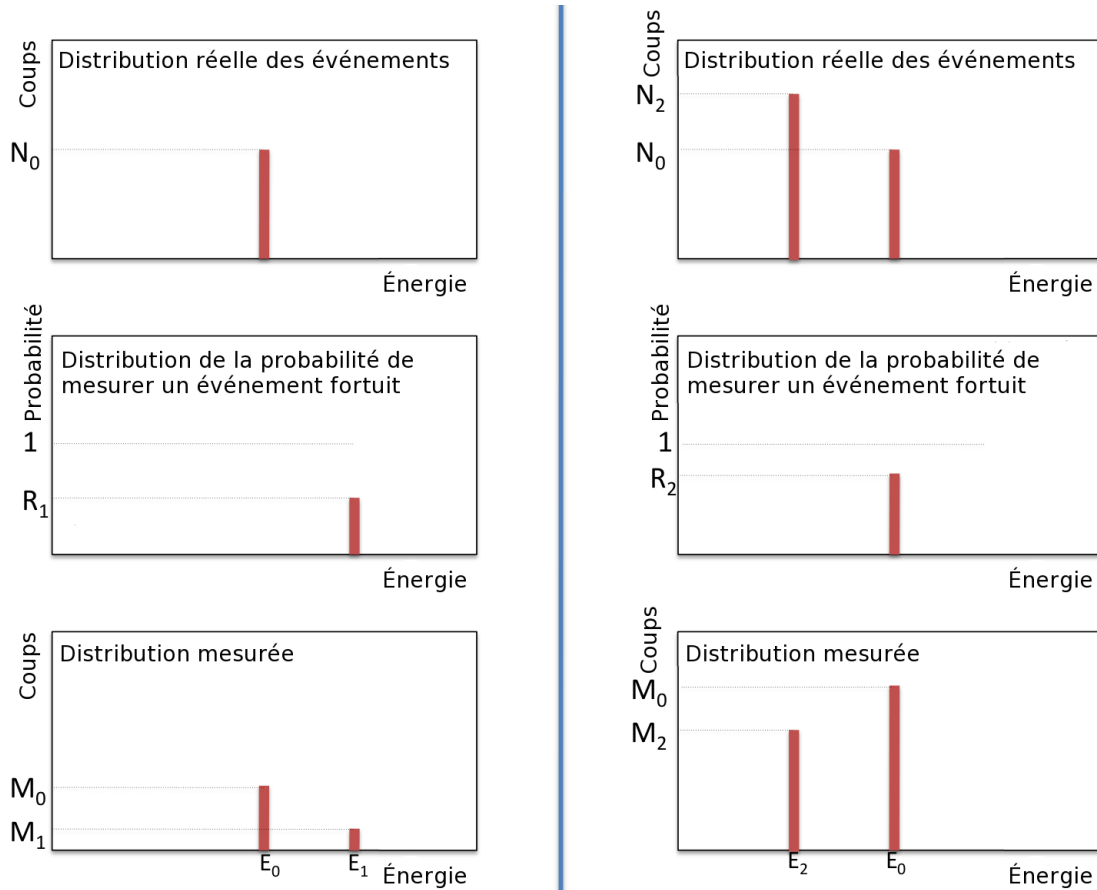 Coups
Distribution réelle des événements
N0
Énergie
Probabilité
Distribution de la probabilité de
mesurer un événement fortuit
1
R1
Énergie
Coups
Distribution mesurée
M0
M1
E0
E1
Énergie
Coups
Distribution réelle des événements
N2
N0
Énergie
Probabilité
Distribution de la probabilité de
mesurer un événement fortuit
1
R2
Énergie
Coups
Distribution mesurée
M0
M2
E2
E0
Énergie